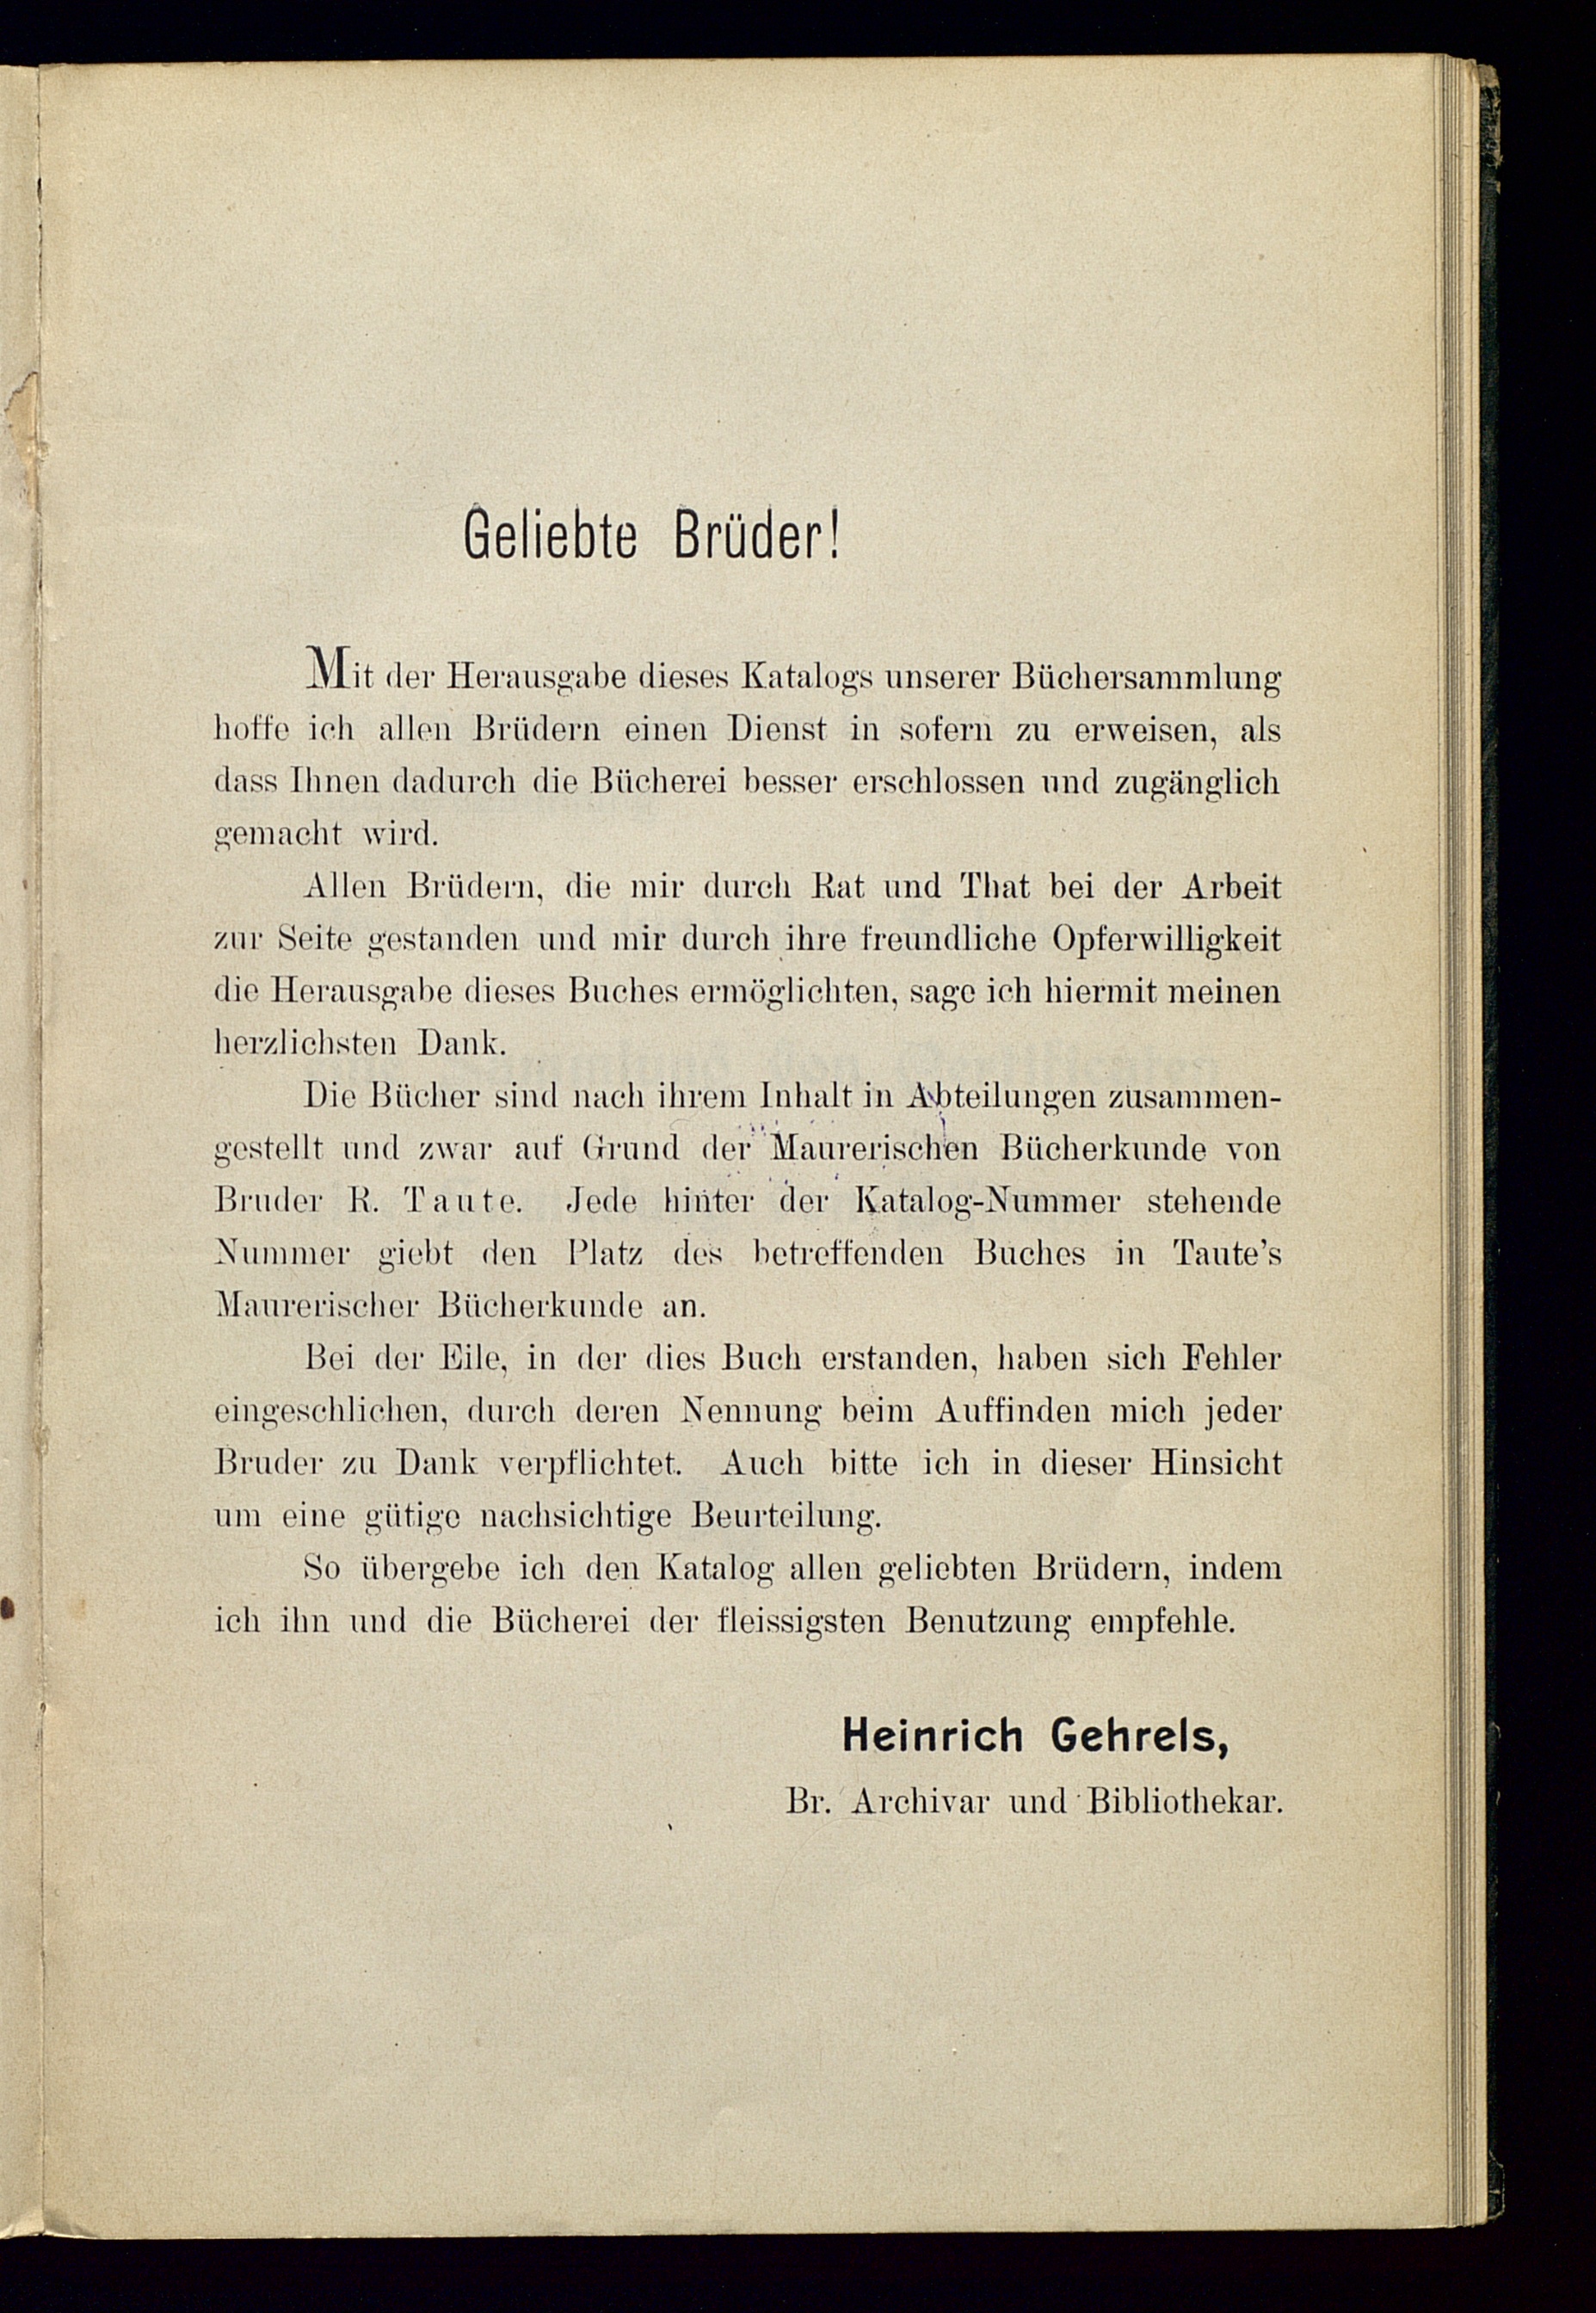 Geliebte Brüder!
Mit der Herausgabe dieses Katalogs unserer Büchersammlung
hoffe ich allen Brüdern einen Dienst in sofern zu erweisen, als
dass Ihnen dadurch die Bücherei besser erschlossen und zugänglich
gemacht wird.
Allen Brüdern, die mir durch Rat und That bei der Arbeit
zur Seite gestanden und mir durch ihre freundliche Opferwilligkeit
die Herausgabe dieses Buches ermöglichten, sage ich hiermit meinen
herzlichsten Dank.
Die Bücher sind nach ihrem Inhalt in Abteilungen zusammen-
gestellt und zwar auf Grund der Maurerischen Bücherkunde von
Bruder R. Taute. Jede hinter der Katalog-Nummer stehende
Nummer giebt den Platz des betreffenden Buches in Taute's
Maurerischer Bücherkunde an.
Bei der Eile, in der dies Buch erstanden, haben sich Fehler
eingeschlichen, durch deren Nennung beim Auffinden mich jeder
Bruder zu Dank verpflichtet. Auch bitte ich in dieser Hinsicht
um eine gütige nachsichtige Beurteilung.
So übergebe ich den Katalog allen geliebten Brüdern, indem
ich ihn und die Bücherei der fleissigsten Benutzung empfehle.
Heinrich Gehrels,
Br. Archivar und Bibliothekar.